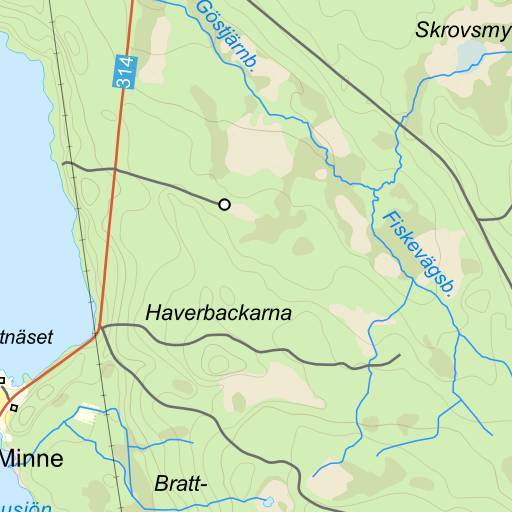 Göstjärnb.
Skrovsmy
314
Fiskevägsb.
Haverbackarna
tnäset
Minne
Bratt-
usjön